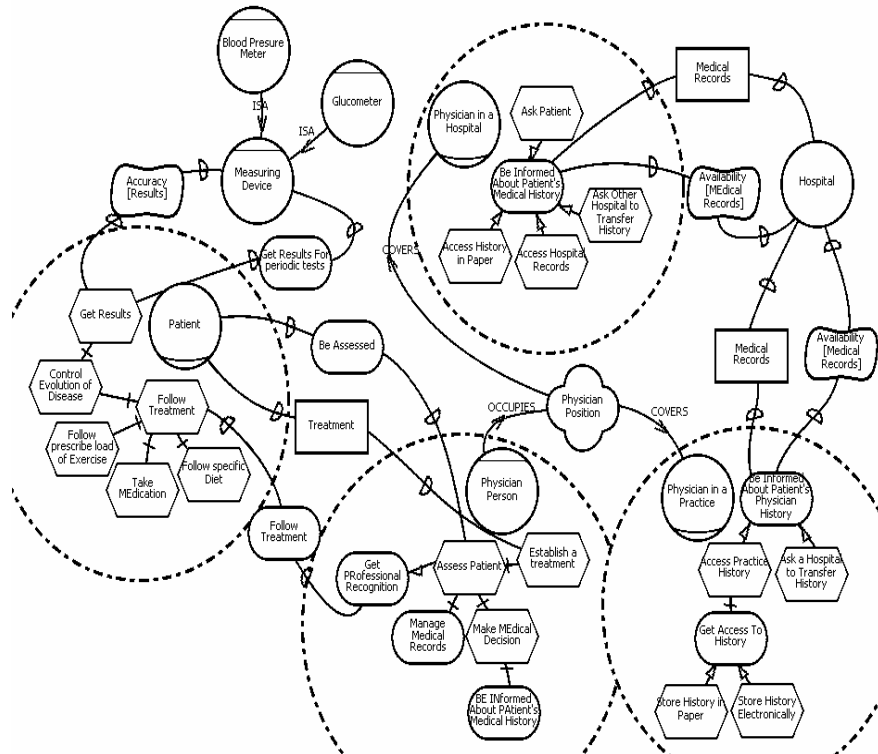 Blood Presure
Meter
ISA
Glucometer
ISA
Measuring
Device
Accuracy
[Results]
Get Results For
periodic tests
Get Results
Patient
Be Assessed
Control
Evolution of
Disease
Follow
Treatment
Follow
prescribe load
of Exercise
Take
MEdication
Follow specific
Diet
Treatment
Follow
Treatment
Physician in a
Hospital
Ask Patient
Be Informed
About Patient's
Medical History
Ask Other
Hospital to
Transfer
History
Access History
in Paper
Access Hospital
Records
Medical
Records
Availability
[MEdical
Records]
Hospital
COVERS
Medical
Records
Availability
[Medical
Records]
Physician
Position
OCCUPIES
COVERS
Physician
Person
Get
PRofessional
Recognition
Assess Patient
Establish a
treatment
Manage
Medical
Records
Make MEdical
Decision
BE INformed
About PAtient's
Medical History
Physician in a
Practice
Be Informed
About Patient's
Physician
History
Access Practice
History
Ask a Hospital
to Transfer
History
Get Access To
History
Store History in
Paper
Store History
Electronically